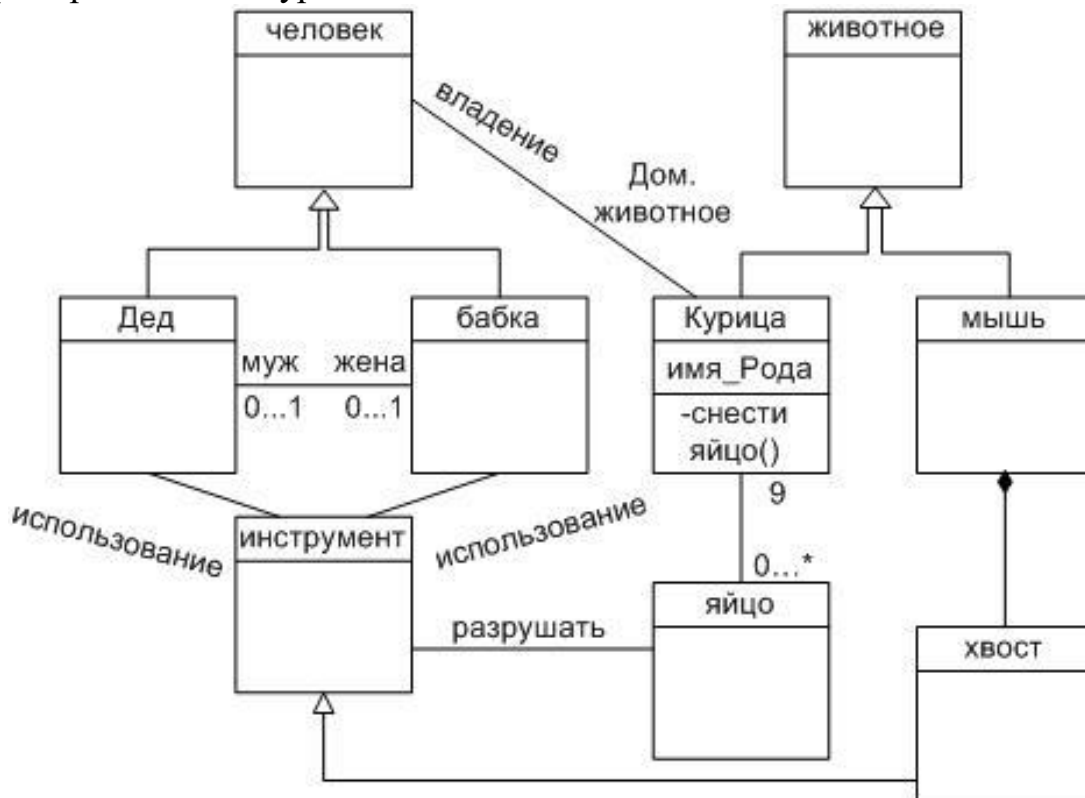 человек
животное
владение
Дом.
животное
Дед
бабка
Курица
мышь
муж жена
имя_Рода
0...1 0...1
-снести
яйцо()
9
использование
инструмент
использование
0...*
яйцо
разрушать
хвост